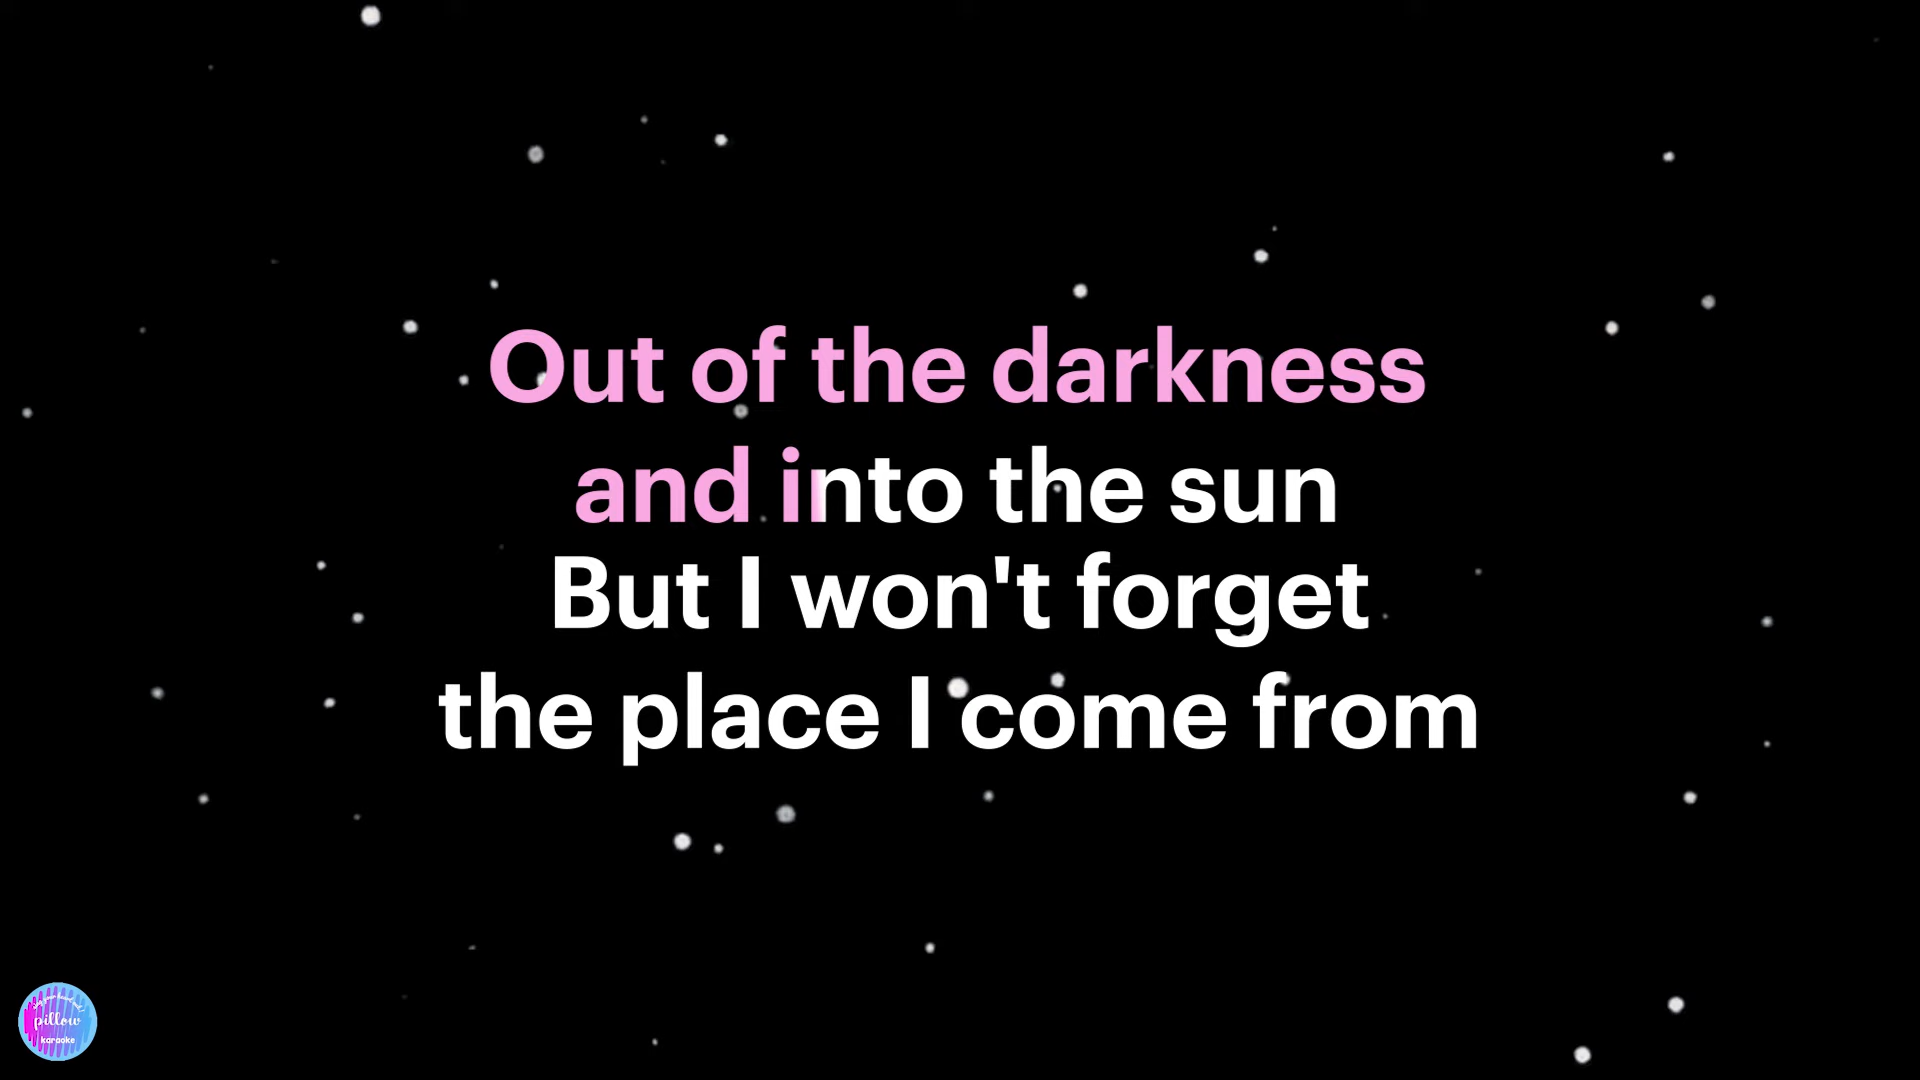 Out of the darkness
and into the sun
But I won't forget
the place I come from
pillow
karaoke